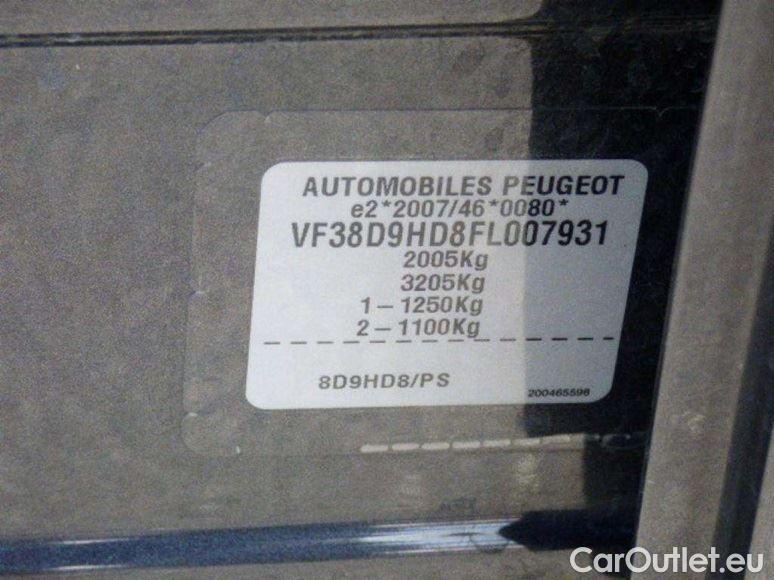 AUTOMOBILES PEUGEOT
e2*2007/46*0080*
VF38D9HD8FL007931
2005Kg
3205Kg
1-1250Kg
2-1100Kg
8D9HD8/PS
200465598
CarOutlet.eu